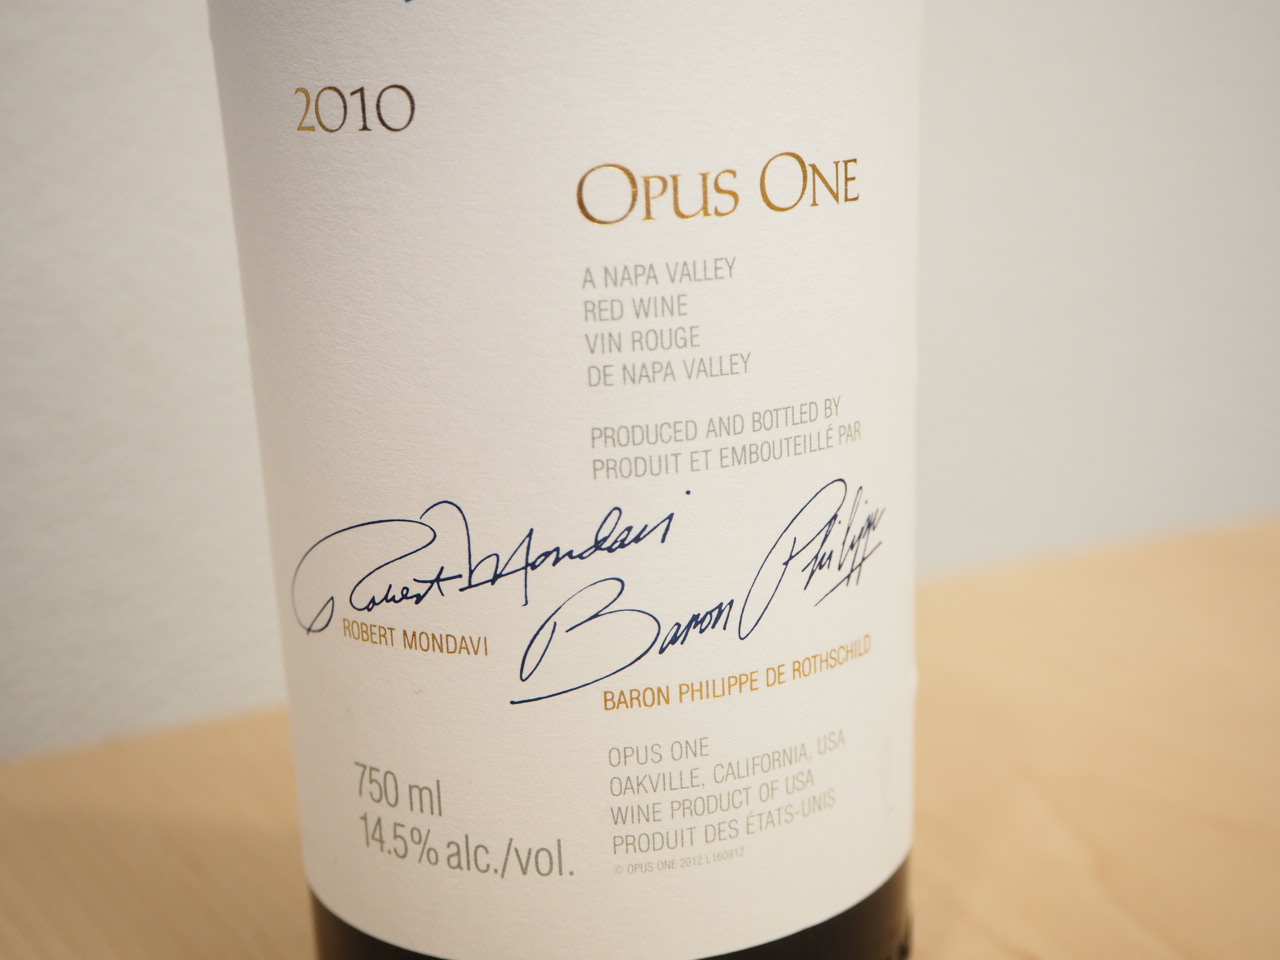 2010
OPUS ONE
A NAPA VALLEY
RED WINE
VIN ROUGE
DE NAPA VALLEY
PRODUCED AND BOTTLED BY
PRODUIT ET EMBOUTEILLÉ PAR
Robert Mondavi
ROBERT MONDAVI
Baron Philippe
BARON PHILIPPE DE ROTHSCHILD
750 ml
14.5% alc./vol.
OPUS ONE
OAKVILLE, CALIFORNIA, USA
WINE PRODUCT OF USA
PRODUIT DES ÉTATS-UNIS
© OPUS ONE 2012 L160812